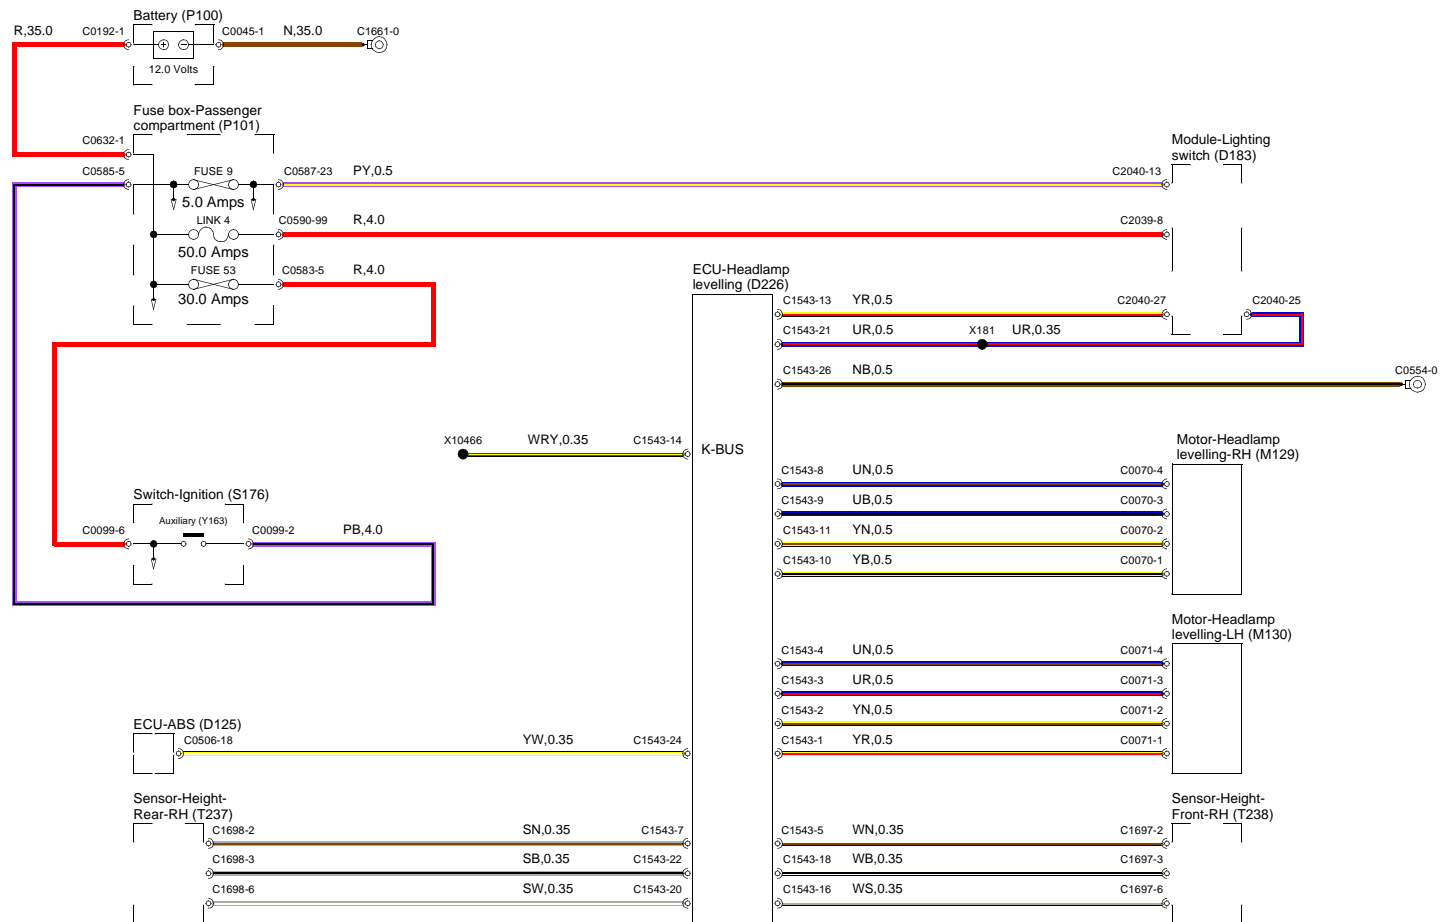 Battery (P100)
R,35.0
C0192-1
C0045-1
N,35.0
C1661-0
12.0 Volts
Fuse box-Passenger
compartment (P101)
C0632-1
C0585-5
FUSE 9
5.0 Amps
C0587-23
PY,0.5
C2040-13
Module-Lighting
switch (D183)
LINK 4
50.0 Amps
C0590-99
R,4.0
C2039-8
FUSE 53
30.0 Amps
C0583-5
R,4.0
ECU-Headlamp
levelling (D226)
C1543-13
YR,0.5
C2040-27
C2040-25
C1543-21
UR,0.5
X181
UR,0.35
C1543-26
NB,0.5
C0554-0
X10466
WRY,0.35
C1543-14
K-BUS
Motor-Headlamp
levelling-RH (M129)
C1543-8
UN,0.5
C0070-4
C1543-9
UB,0.5
C0070-3
C1543-11
YN,0.5
C0070-2
C1543-10
YB,0.5
C0070-1
Switch-Ignition (S176)
Auxiliary (Y163)
C0099-6
C0099-2
PB,4.0
Motor-Headlamp
levelling-LH (M130)
C1543-4
UN,0.5
C0071-4
C1543-3
UR,0.5
C0071-3
C1543-2
YN,0.5
C0071-2
C1543-1
YR,0.5
C0071-1
ECU-ABS (D125)
C0506-18
YW,0.35
C1543-24
Sensor-Height-
Rear-RH (T237)
C1698-2
SN,0.35
C1543-7
C1698-3
SB,0.35
C1543-22
C1698-6
SW,0.35
C1543-20
Sensor-Height-
Front-RH (T238)
C1543-5
WN,0.35
C1697-2
C1543-18
WB,0.35
C1697-3
C1543-16
WS,0.35
C1697-6